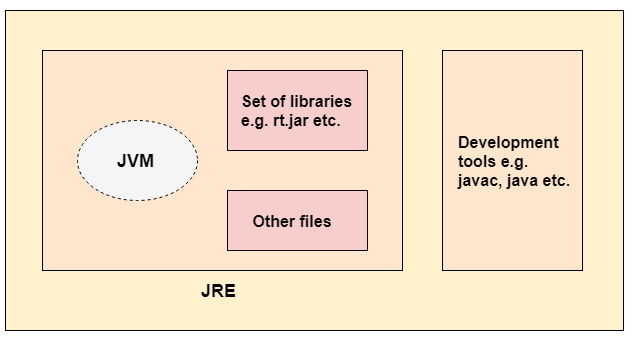 JVM
Set of libraries
e.g. rt.jar etc.
Other files
JRE
Development
tools e.g.
javac, java etc.